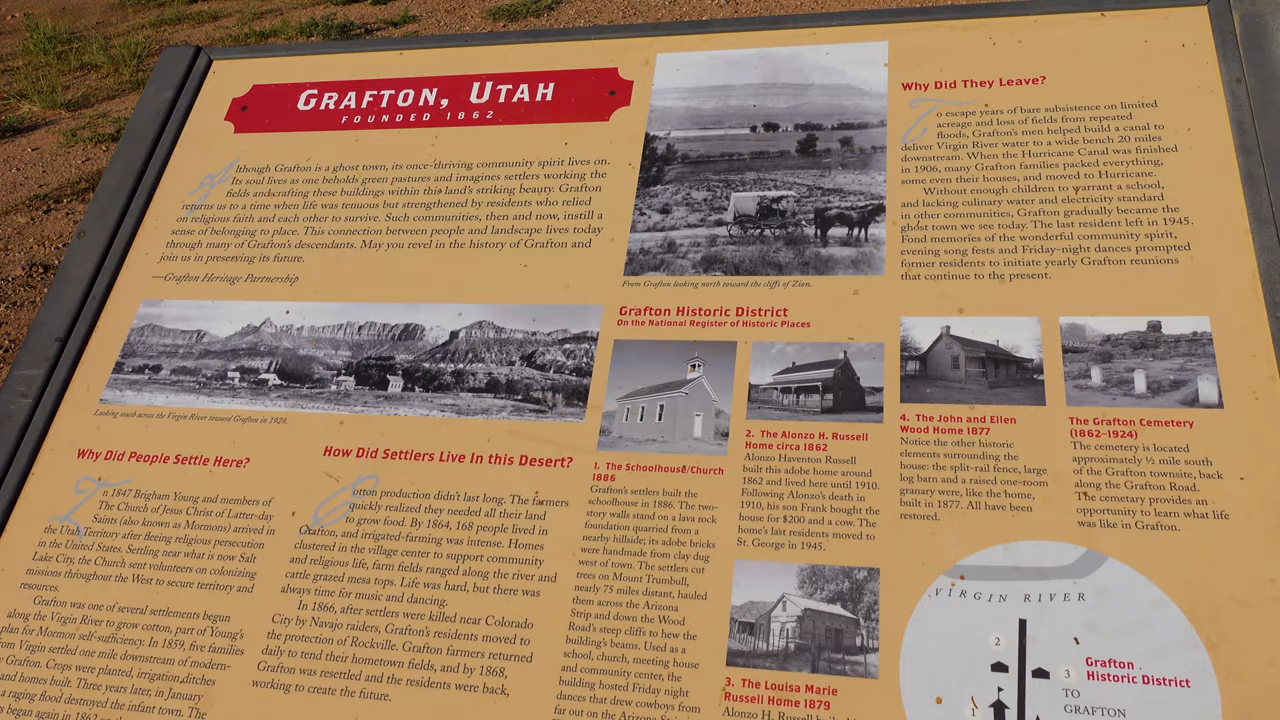 GRAFTON, UTAH
FOUNDED 1862
Although Grafton is a ghost town, its once-thriving community spirit lives on.
Its soul lives as one beholds green pastures and imagines settlers working the
fields and crafting these buildings within this land's striking beauty. Grafton
returns us to a time when life was tenuous but strengthened by residents who relied
on religious faith and each other to survive. Such communities, then and now, instill a
sense of belonging to place. This connection between people and landscape lives today
through many of Grafton's descendants. May you revel in the history of Grafton and
join us in preserving its future.
—Grafton Heritage Partnership
Looking south across the Virgin River toward Grafton in 1929.
Why Did People Settle Here?
In 1847 Brigham Young and members of
The Church of Jesus Christ of Latter-day
Saints (also known as Mormons) arrived in
the Utah Territory after fleeing religious persecution
in the United States. Settling near what is now Salt
Lake City, the Church sent volunteers on colonizing
missions throughout the West to secure territory and
resources.
Grafton was one of several settlements begun
along the Virgin River to grow cotton, part of Young's
plan for Mormon self-sufficiency. In 1859, five families
from Virgin settled one mile downstream of modern-
Grafton. Crops were planted, irrigation ditches
and homes built. Three years later, in January
a raging flood destroyed the infant town. The
began again in 1862
How Did Settlers Live In this Desert?
Cotton production didn't last long. The farmers
quickly realized they needed all their land
to grow food. By 1864, 168 people lived in
Grafton, and irrigated-farming was intense. Homes
clustered in the village center to support community
and religious life, farm fields ranged along the river and
cattle grazed mesa tops. Life was hard, but there was
always time for music and dancing.
In 1866, after settlers were killed near Colorado
City by Navajo raiders, Grafton's residents moved to
the protection of Rockville. Grafton farmers returned
daily to tend their hometown fields, and by 1868,
Grafton was resettled and the residents were back,
working to create the future.
From Grafton looking north toward the cliffs of Zion.
Grafton Historic District
On the National Register of Historic Places
1. The Schoolhouse/Church
1886
Grafton's settlers built the
schoolhouse in 1886. The two-
story walls stand on a lava rock
foundation quarried from a
nearby hillside; its adobe bricks
were handmade from clay dug
west of town. The settlers cut
trees on Mount Trumbull,
nearly 75 miles distant, hauled
them across the Arizona
Strip and down the Wood
Road's steep cliffs to hew the
building's beams. Used as a
school, church, meeting house
and community center, the
building hosted Friday night
dances that drew cowboys from
far out on the Arizona Strip
2. The Alonzo H. Russell
Home circa 1862
Alonzo Haventon Russell
built this adobe home around
1862 and lived here until 1910.
Following Alonzo's death in
1910, his son Frank bought the
house for $200 and a cow. The
home's last residents moved to
St. George in 1945.
3. The Louisa Marie
Russell Home 1879
Alonzo H. Russell
Why Did They Leave?
To escape years of bare subsistence on limited
acreage and loss of fields from repeated
floods, Grafton's men helped build a canal to
deliver Virgin River water to a wide bench 20 miles
downstream. When the Hurricane Canal was finished
in 1906, many Grafton families packed everything,
some even their houses, and moved to Hurricane.
Without enough children to warrant a school,
and lacking culinary water and electricity standard
in other communities, Grafton gradually became the
ghost town we see today. The last resident left in 1945.
Fond memories of the wonderful community spirit,
evening song fests and Friday-night dances prompted
former residents to initiate yearly Grafton reunions
that continue to the present.
4. The John and Ellen
Wood Home 1877
Notice the other historic
elements surrounding the
house: the split-rail fence, large
log barn and a raised one-room
granary were, like the home,
built in 1877. All have been
restored.
The Grafton Cemetery
(1862-1924)
The cemetery is located
approximately ½ mile south
of the Grafton townsite, back
along the Grafton Road.
The cemetary provides an
opportunity to learn what life
was like in Grafton.
VIRGIN RIVER
2
3
1
Grafton
Historic District
TO
GRAFTON